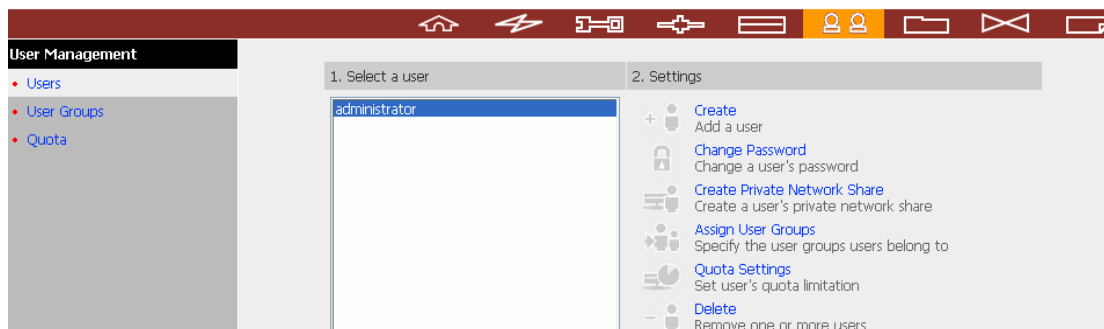 User Management
Users
User Groups
Quota
1. Select a user
administrator
2. Settings
Create
Add a user
Change Password
Change a user's password
Create Private Network Share
Create a user's private network share
Assign User Groups
Specify the user groups users belong to
Quota Settings
Set user's quota limitation
Delete
Remove one or more users